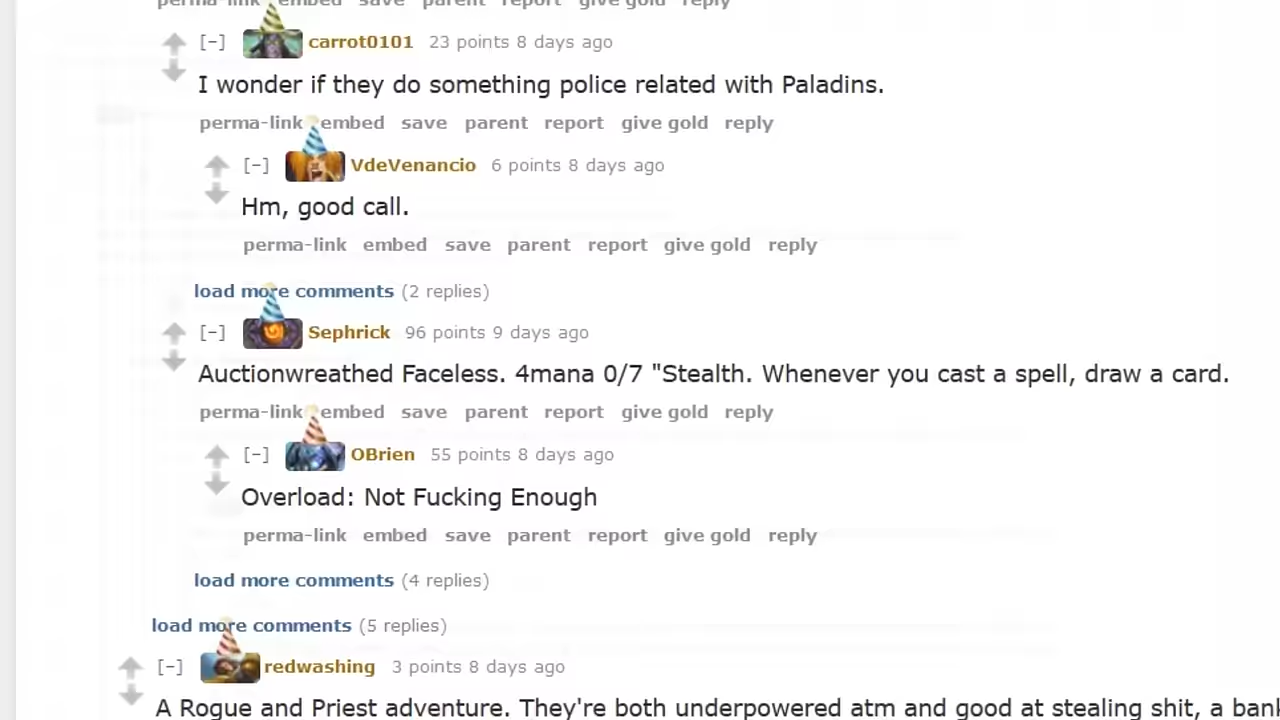 perma-link embed save parent report give gold reply
[-] carrot0101 23 points 8 days ago
I wonder if they do something police related with Paladins.
perma-link embed save parent report give gold reply
[-] VdeVenancio 6 points 8 days ago
Hm, good call.
perma-link embed save parent report give gold reply
load more comments (2 replies)
[-] Sephrick 96 points 9 days ago
Auctionwreathed Faceless. 4mana 0/7 "Stealth. Whenever you cast a spell, draw a card.
perma-link embed save parent report give gold reply
[-] OBrien 55 points 8 days ago
Overload: Not Fucking Enough
perma-link embed save parent report give gold reply
load more comments (4 replies)
load more comments (5 replies)
[-] redwashing 3 points 8 days ago
A Rogue and Priest adventure. They're both underpowered atm and good at stealing shit, a ban